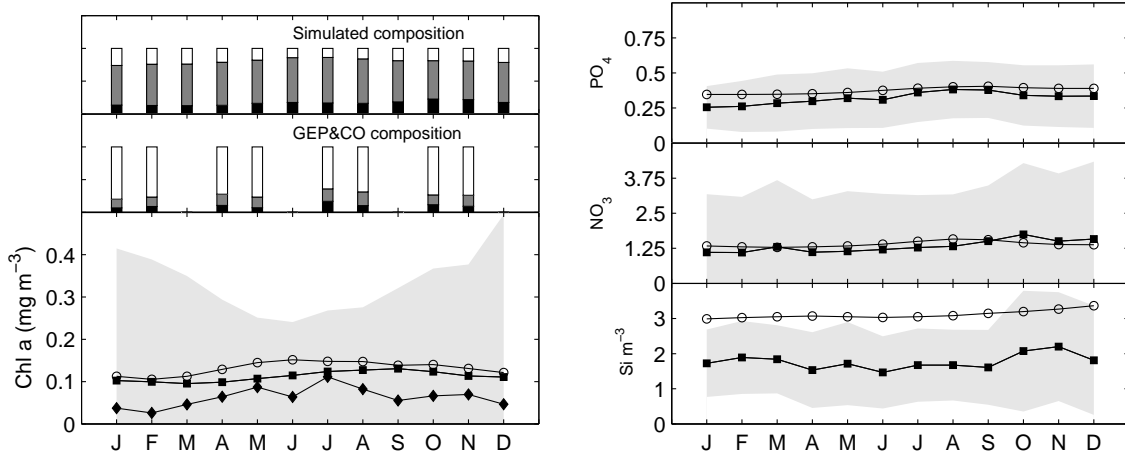 Simulated composition
GEP&CO composition
0.4
0.3
0.2
0.1
0
Chl a (mg m⁻³)
J F M A M J J A S O N D
0.75
0.5
0.25
0
PO₄
3.75
2.5
1.25
0
NO₃
3
2
1
0
Si m⁻³
J F M A M J J A S O N D